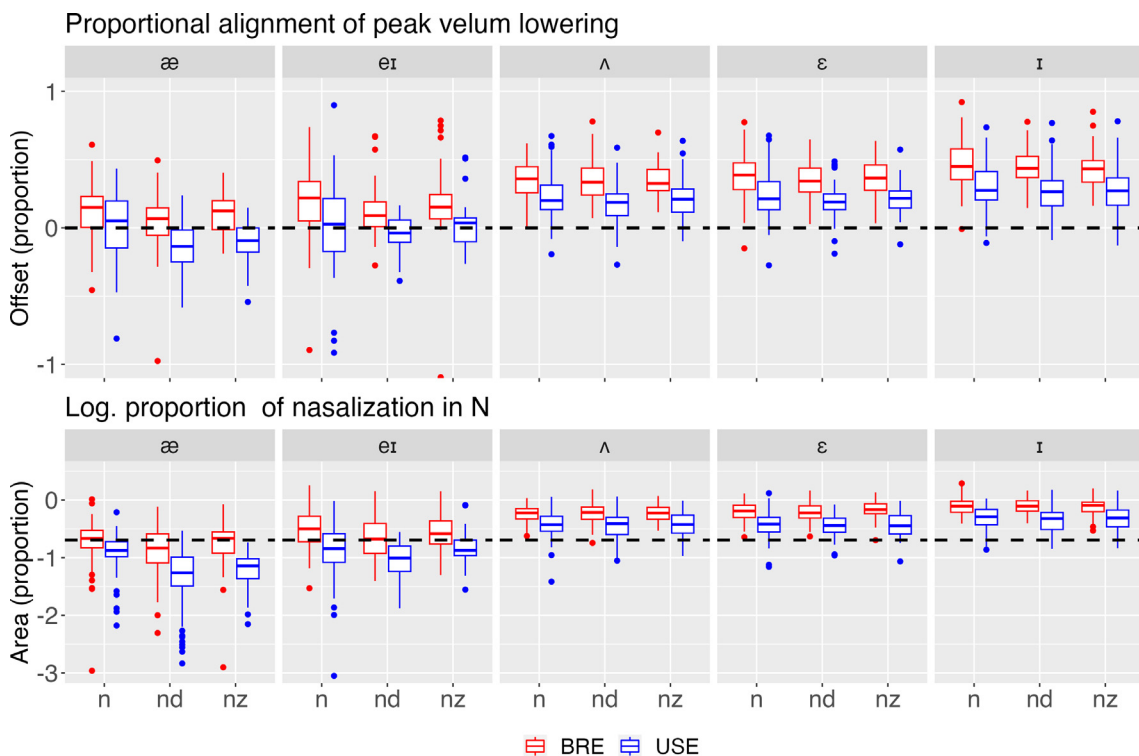 Proportional alignment of peak velum lowering
æ eɪ ʌ ɛ ɪ
Offset (proportion)
1
0
-1
Log. proportion of nasalization in N
æ eɪ ʌ ɛ ɪ
Area (proportion)
0
-1
-2
-3
n nd nz n nd nz n nd nz n nd nz n nd nz
BRE USE